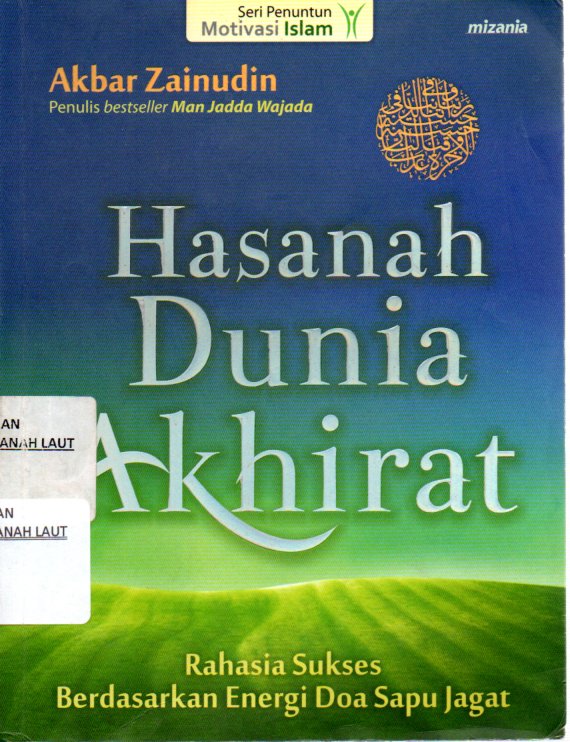 Seri Penuntun
Motivasi Islam
mizania
Akbar Zainudin
Penulis bestseller Man Jadda Wajada
Hasanah
Dunia
Akhirat
AN
ANAH LAUT
AN
ANAH LAUT
Rahasia Sukses
Berdasarkan Energi Doa Sapu Jagat